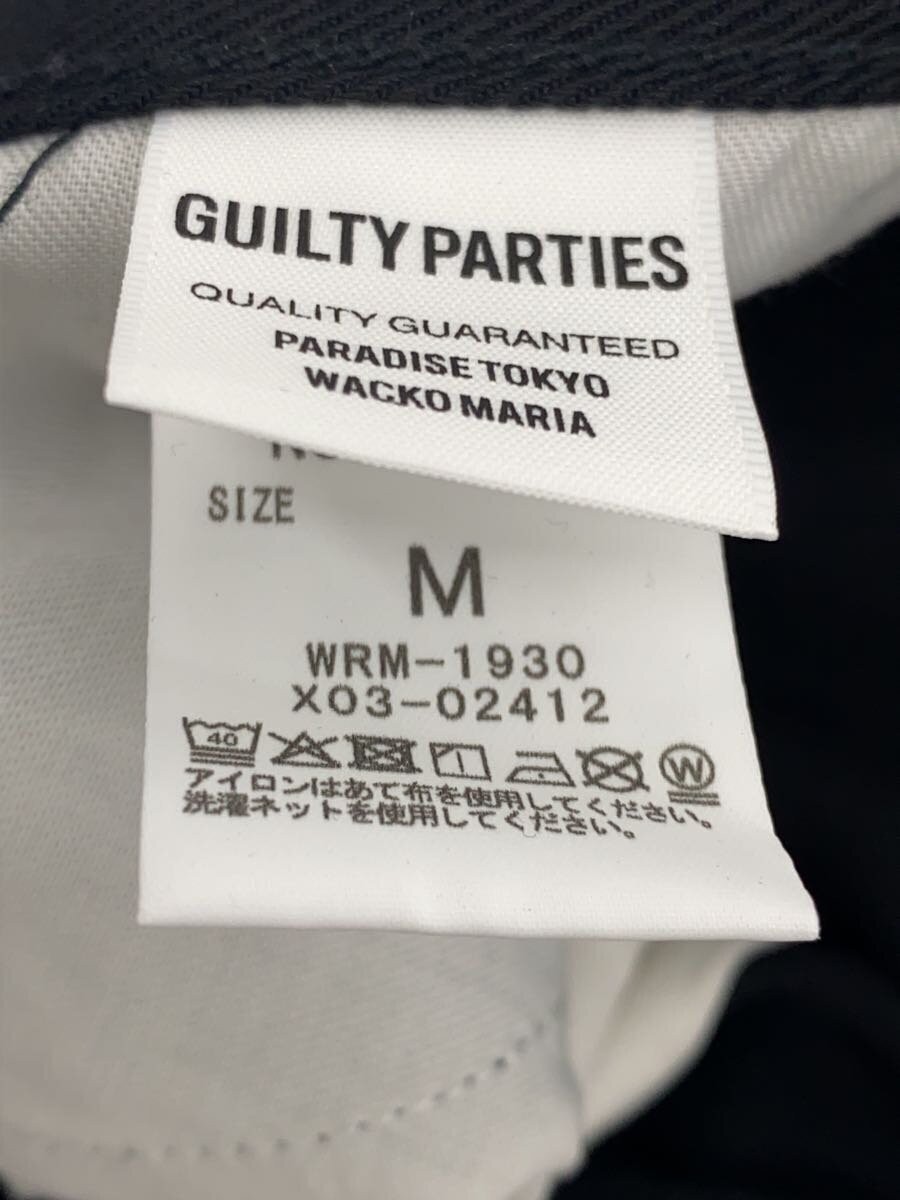 GUILTY PARTIES
QUALITY GUARANTEED
PARADISE TOKYO
WACKO MARIA
SIZE
M
WRM-1930
X03-02412
40
W
アイロンはあて布を使用してください。
洗濯ネットを使用してください。